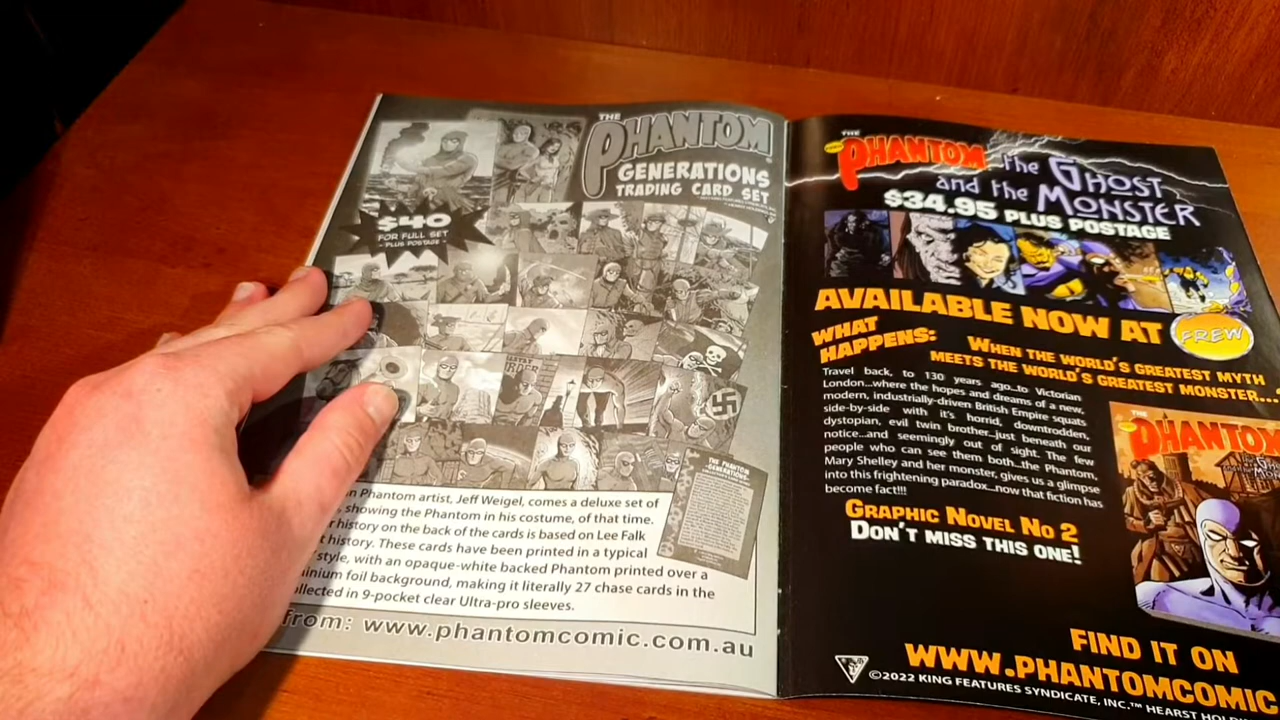 THE
PHANTOM
GENERATIONS
TRADING CARD SET
$40
FOR FULL SET
- PLUS POSTAGE -
THE PHANTOM
-GENERATIONS-
n Phantom artist, Jeff Weigel, comes a deluxe set of
showing the Phantom in his costume, of that time.
r history on the back of the cards is based on Lee Falk
t history. These cards have been printed in a typical
style, with an opaque-white backed Phantom printed over a
inium foil background, making it literally 27 chase cards in the
ollected in 9-pocket clear Ultra-pro sleeves.
from: www.phantomcomic.com.au
THE
PHANTOM
the GHOST
and the MONSTER
$34.95 PLUS POSTAGE
AVAILABLE NOW AT
FREW
WHAT
HAPPENS:
WHEN THE WORLD'S GREATEST MYTH
MEETS THE WORLD'S GREATEST MONSTER...
Travel back, to 130 years ago...to Victorian
London...where the hopes and dreams of a new,
modern, industrially-driven British Empire squats
side-by-side with it's horrid, downtrodden,
dystopian, evil twin brother...just beneath our
notice...and seemingly out of sight. The few
people who can see them both...the Phantom,
Mary Shelley and her monster, gives us a glimpse
into this frightening paradox...now that fiction has
become fact!!!
GRAPHIC NOVEL NO 2
DON'T MISS THIS ONE!
THE
PHANTOM
FIND IT ON
WWW.PHANTOMCOMIC
©2022 KING FEATURES SYNDICATE, INC.™ HEARST HOLD